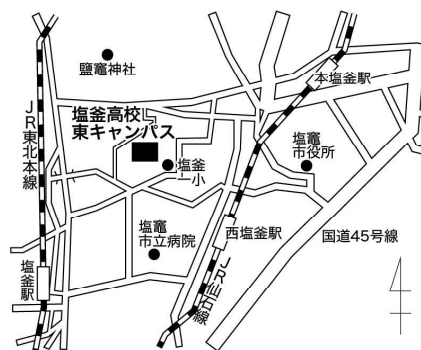 鹽竈神社
本塩釜駅
塩釜高校
東キャンパス
JR東北本線
塩釜
一小
塩竈
市役所
塩竈
市立病院
西塩釜駅
国道45号線
塩釜駅
JR仙石線